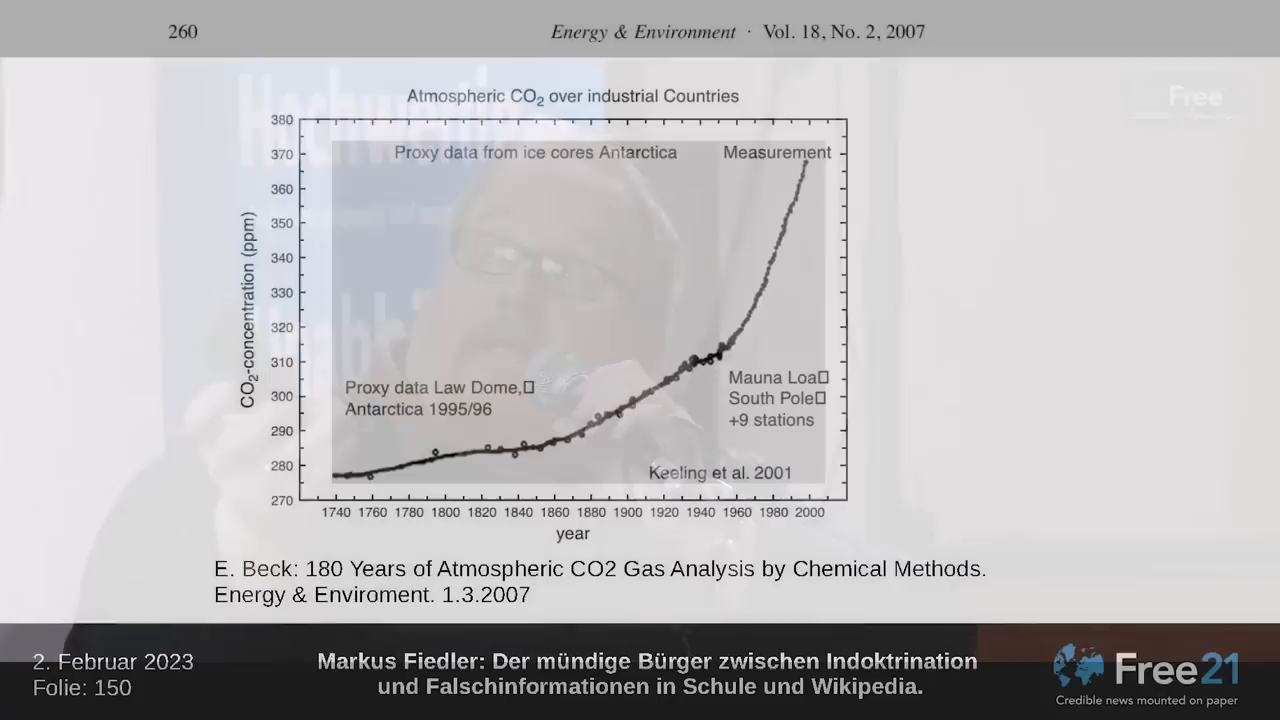 260
Energy & Environment · Vol. 18, No. 2, 2007
Free
Atmospheric CO2 over industrial Countries
380
370
360
350
340
330
320
310
300
290
280
270
CO2-concentration (ppm)
Proxy data from ice cores Antarctica
Measurement
Proxy data Law Dome,
Antarctica 1995/96
Mauna Loa
South Pole
+9 stations
Keeling et al. 2001
1740 1760 1780 1800 1820 1840 1860 1880 1900 1920 1940 1960 1980 2000
year
E. Beck: 180 Years of Atmospheric CO2 Gas Analysis by Chemical Methods.
Energy & Enviroment. 1.3.2007
2. Februar 2023
Folie: 150
Markus Fiedler: Der mündige Bürger zwischen Indoktrination
und Falschinformationen in Schule und Wikipedia.
Free21
Credible news mounted on paper